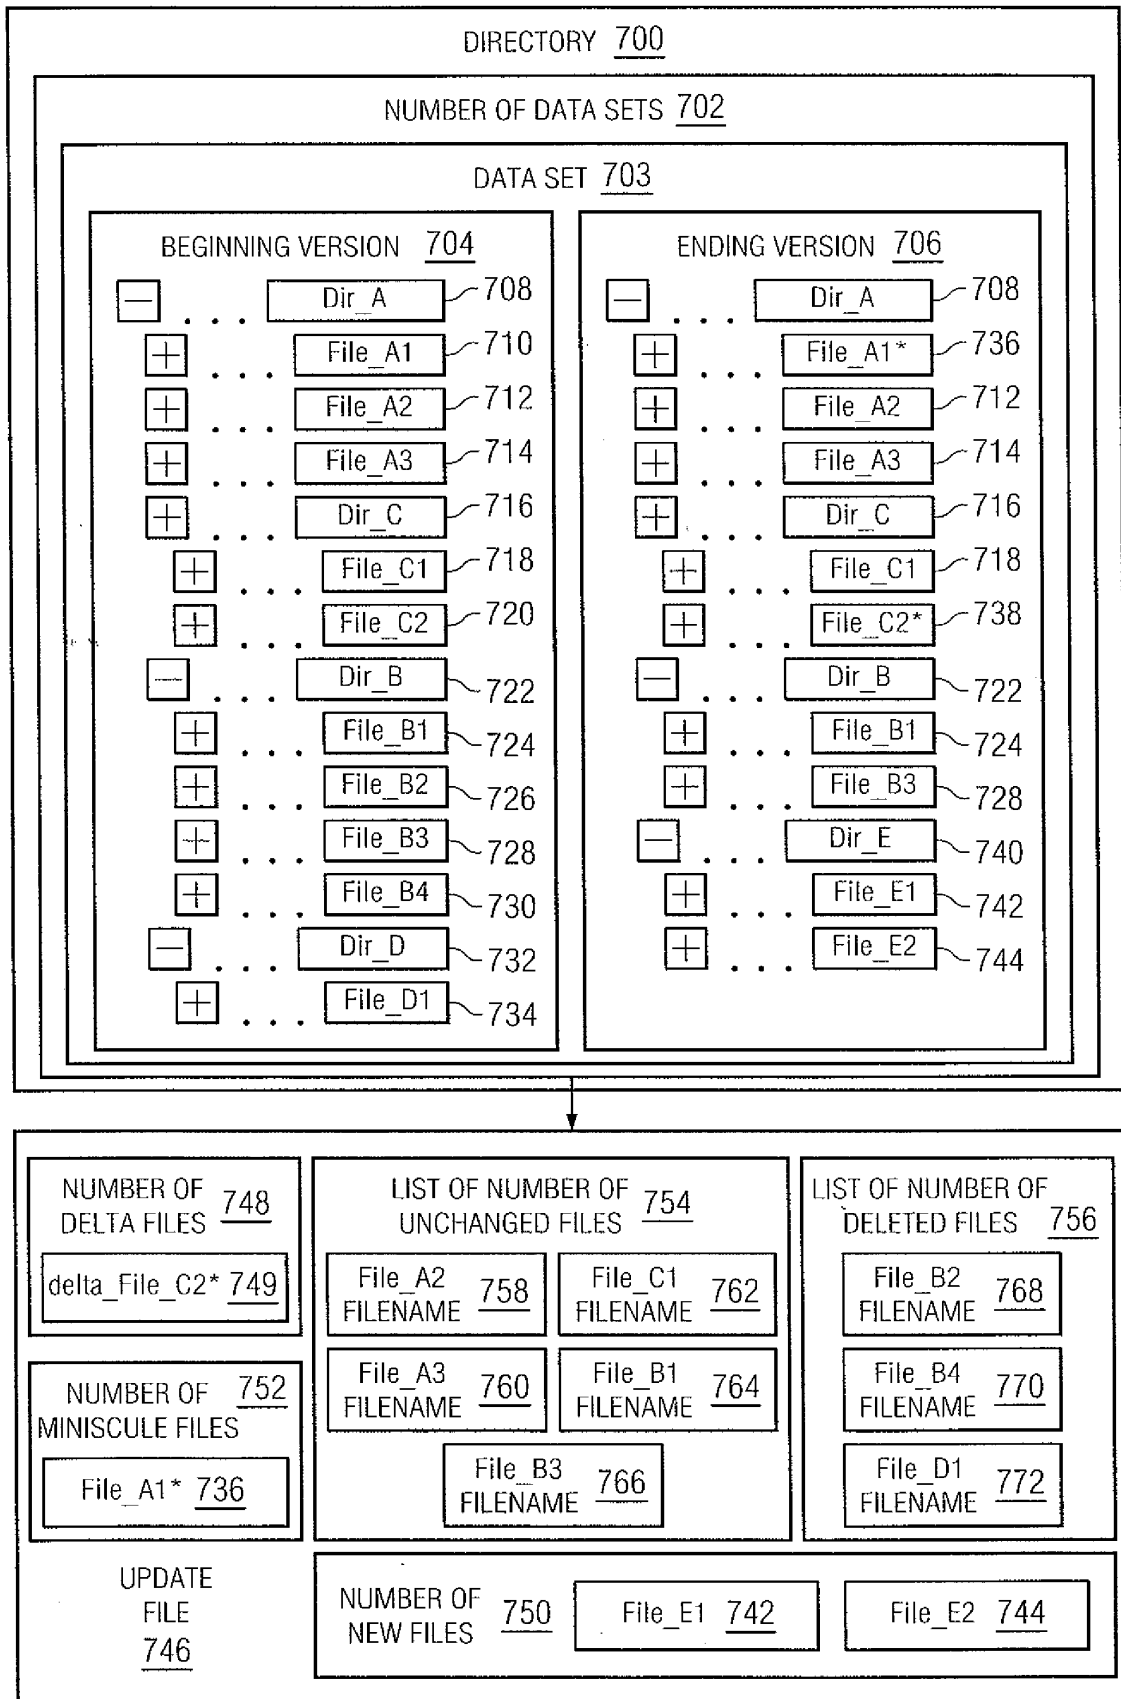 DIRECTORY 700
NUMBER OF DATA SETS 702
DATA SET 703
BEGINNING VERSION 704
Dir_A 708
File_A1 710
File_A2 712
File_A3 714
Dir_C 716
File_C1 718
File_C2 720
Dir_B 722
File_B1 724
File_B2 726
File_B3 728
File_B4 730
Dir_D 732
File_D1 734
ENDING VERSION 706
Dir_A 708
File_A1* 736
File_A2 712
File_A3 714
Dir_C 716
File_C1 718
File_C2* 738
Dir_B 722
File_B1 724
File_B3 728
Dir_E 740
File_E1 742
File_E2 744
NUMBER OF
DELTA FILES 748
delta_File_C2* 749
NUMBER OF 752
MINISCULE FILES
File_A1* 736
UPDATE
FILE
746
LIST OF NUMBER OF
UNCHANGED FILES 754
File_A2
FILENAME 758
File_C1
FILENAME 762
File_A3
FILENAME 760
File_B1
FILENAME 764
File_B3
FILENAME 766
LIST OF NUMBER OF
DELETED FILES 756
File_B2
FILENAME 768
File_B4
FILENAME 770
File_D1
FILENAME 772
NUMBER OF
NEW FILES 750
File_E1 742
File_E2 744